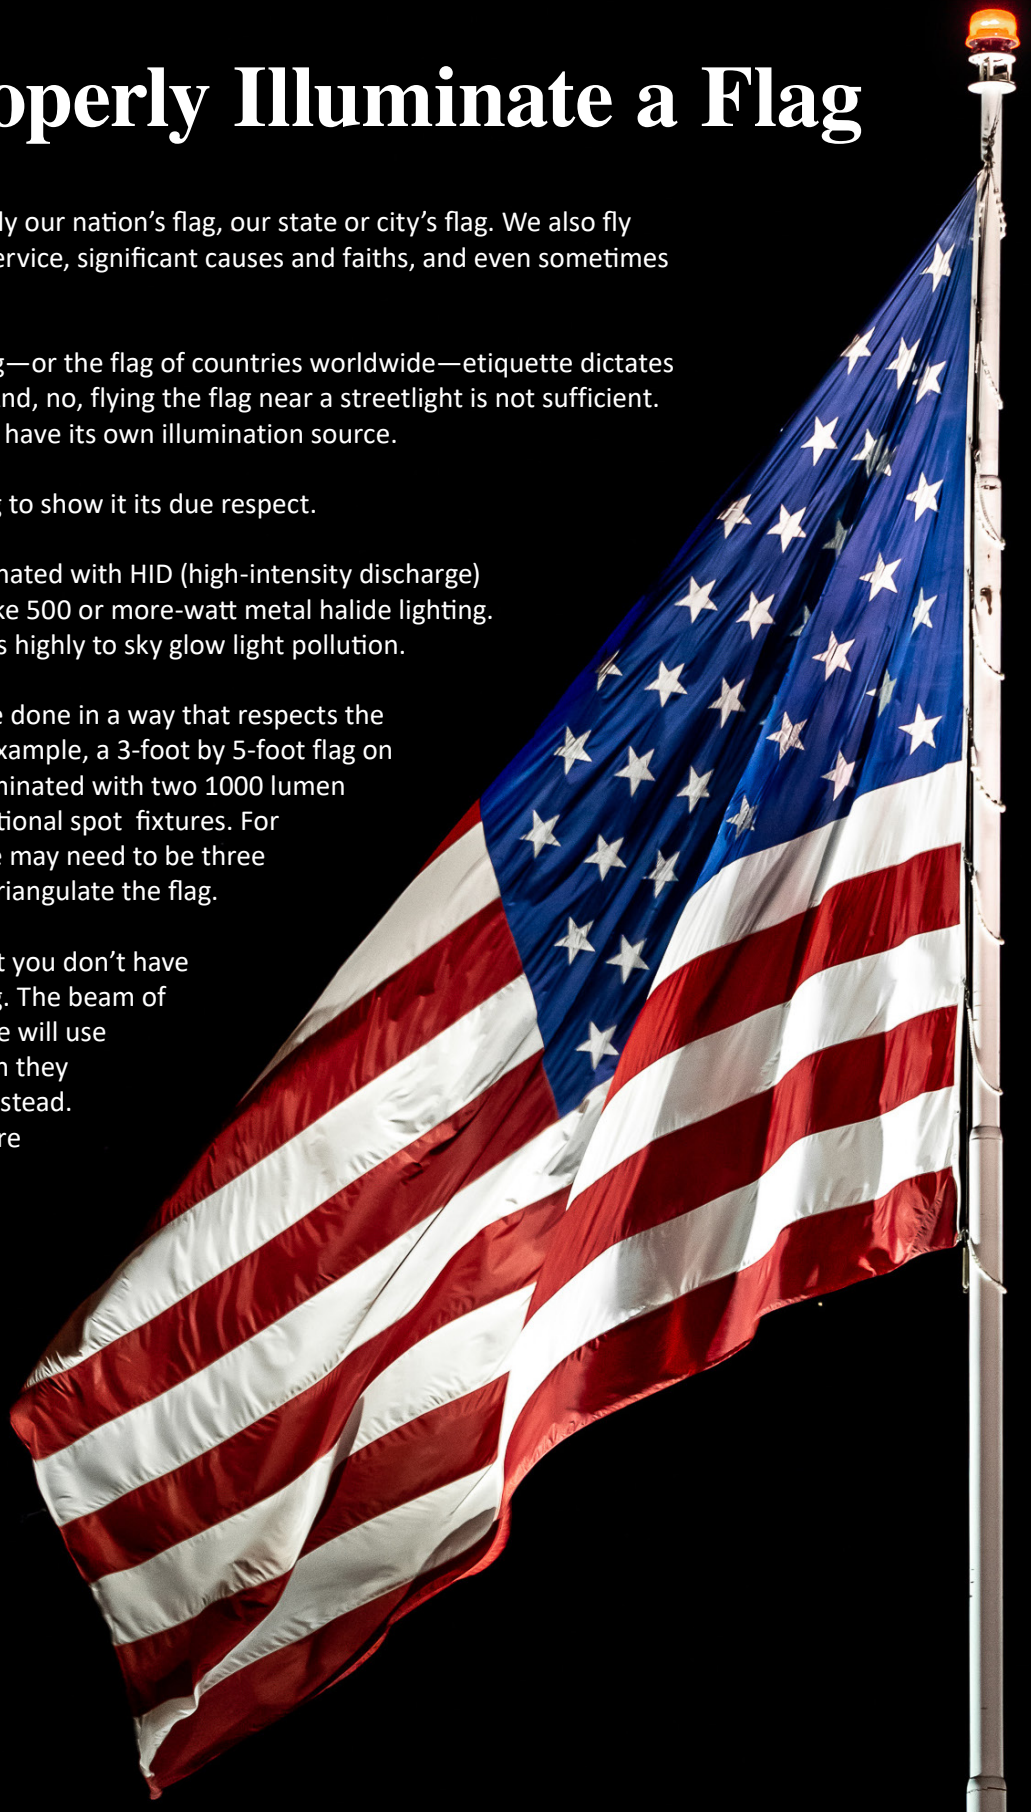 operly Illuminate a Flag
ly our nation’s flag, our state or city’s flag. We also fly
ervice, significant causes and faiths, and even sometimes
g—or the flag of countries worldwide—etiquette dictates
nd, no, flying the flag near a streetlight is not sufficient.
have its own illumination source.
g to show it its due respect.
nated with HID (high-intensity discharge)
ke 500 or more-watt metal halide lighting.
s highly to sky glow light pollution.
e done in a way that respects the
xample, a 3-foot by 5-foot flag on
minated with two 1000 lumen
tional spot fixtures. For
e may need to be three
riangulate the flag.
t you don’t have
g. The beam of
e will use
n they
stead.
re